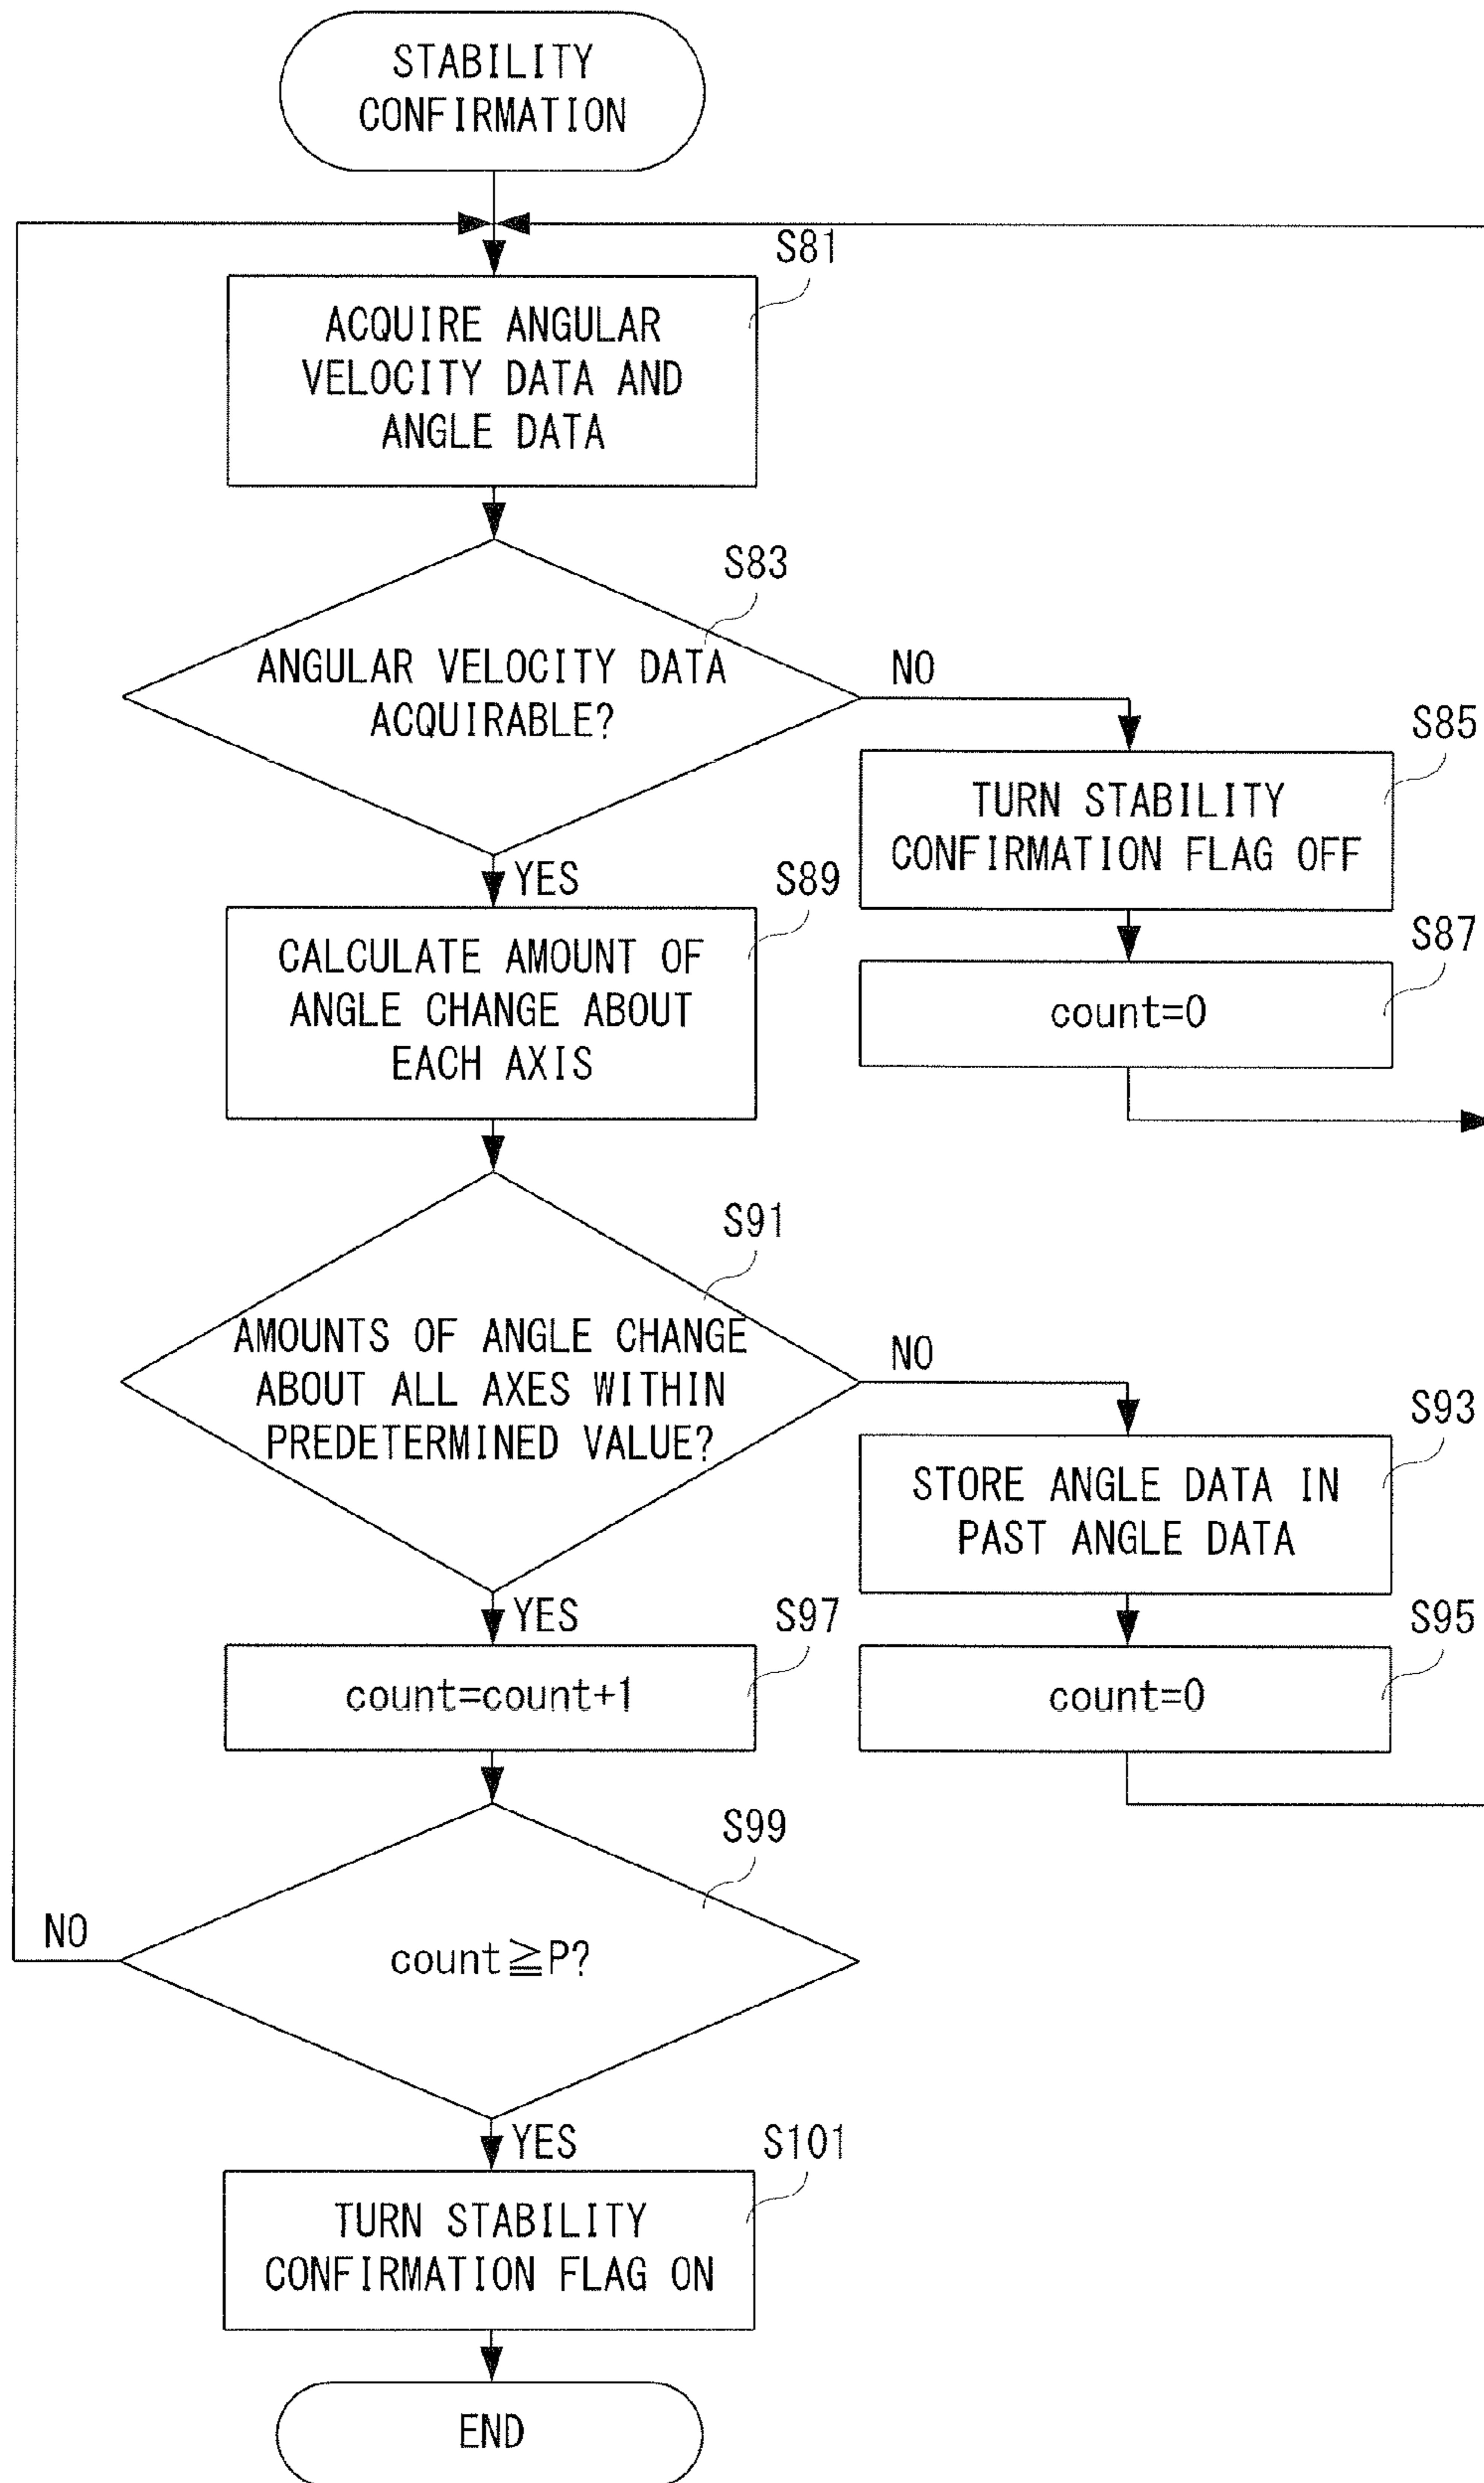 STABILITY
CONFIRMATION
S81
ACQUIRE ANGULAR
VELOCITY DATA AND
ANGLE DATA
S83
ANGULAR VELOCITY DATA
ACQUIRABLE?
NO
S85
TURN STABILITY
CONFIRMATION FLAG OFF
S87
count=0
YES
S89
CALCULATE AMOUNT OF
ANGLE CHANGE ABOUT
EACH AXIS
S91
AMOUNTS OF ANGLE CHANGE
ABOUT ALL AXES WITHIN
PREDETERMINED VALUE?
NO
S93
STORE ANGLE DATA IN
PAST ANGLE DATA
S95
count=0
YES
S97
count=count+1
S99
count≧P?
NO
YES
S101
TURN STABILITY
CONFIRMATION FLAG ON
END